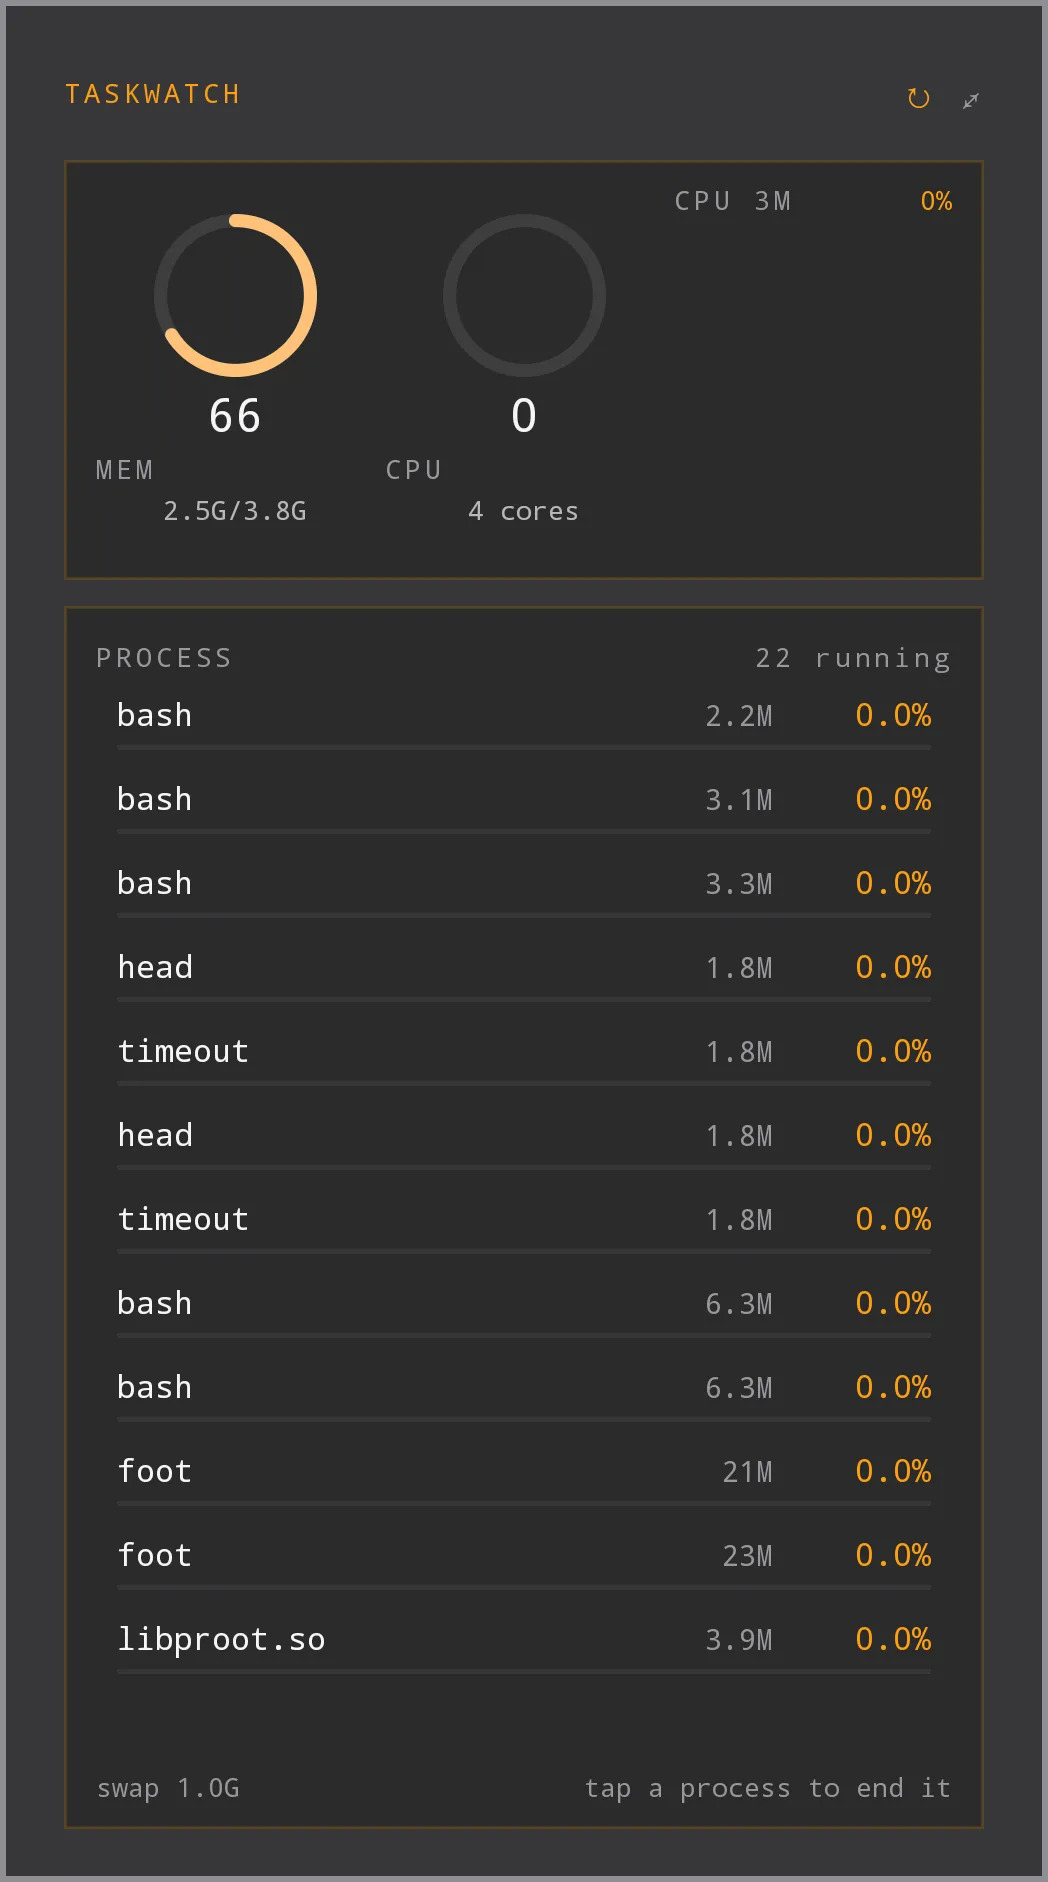 TASKWATCH
CPU 3M 0%
66 0
MEM CPU
2.5G/3.8G 4 cores
PROCESS 22 running
bash 2.2M 0.0%
bash 3.1M 0.0%
bash 3.3M 0.0%
head 1.8M 0.0%
timeout 1.8M 0.0%
head 1.8M 0.0%
timeout 1.8M 0.0%
bash 6.3M 0.0%
bash 6.3M 0.0%
foot 21M 0.0%
foot 23M 0.0%
libproot.so 3.9M 0.0%
swap 1.0G tap a process to end it